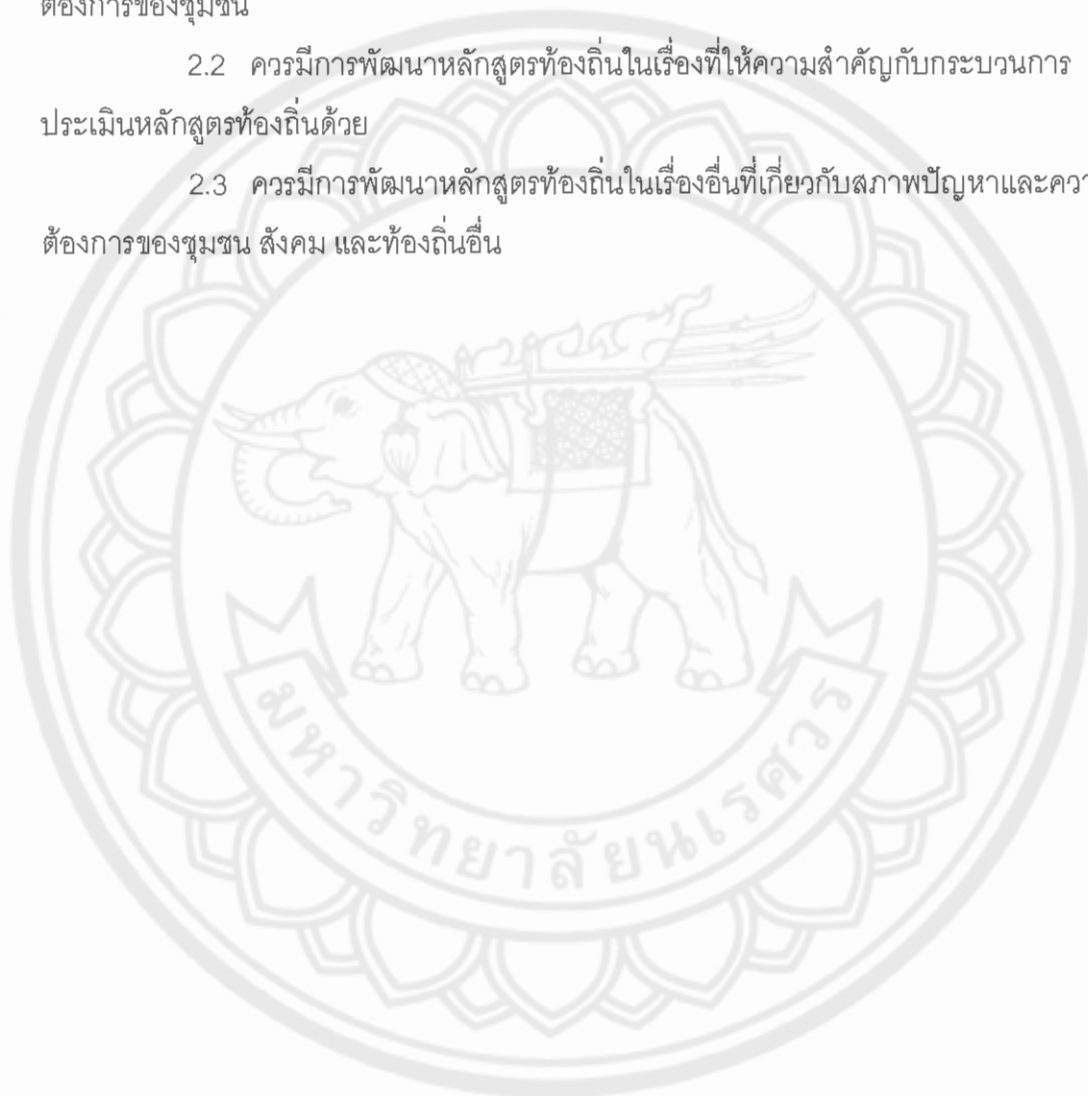 ต้องการของชุมชน
2.2 ควรมีการพัฒนาหลักสูตรท้องถิ่นในเรื่องที่ให้ความสำคัญกับกระบวนการ
ประเมินหลักสูตรท้องถิ่นด้วย
2.3 ควรมีการพัฒนาหลักสูตรท้องถิ่นในเรื่องอื่นที่เกี่ยวกับสภาพปัญหาและควา
ต้องการของชุมชน สังคม และท้องถิ่นอื่น
มหาวิทยาลัยนเรศวร